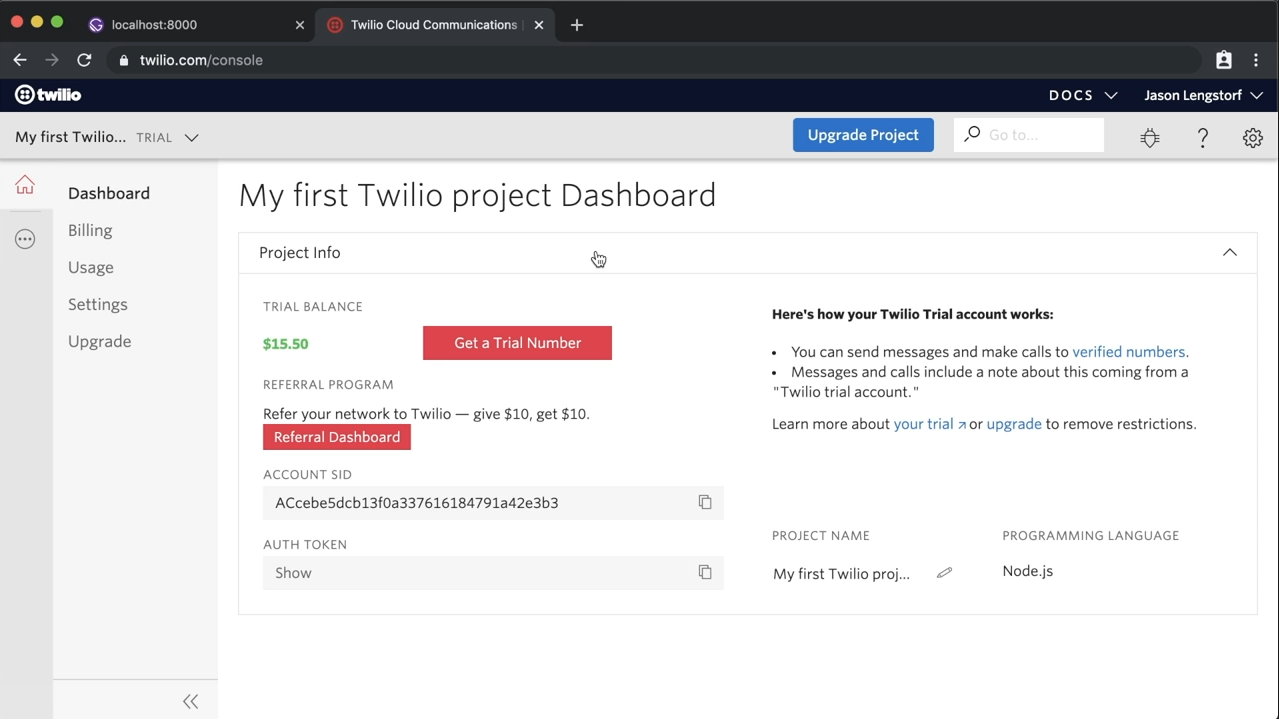 localhost:8000
Twilio Cloud Communications |
twilio.com/console
twilio
DOCS
Jason Lengstorf
My first Twilio... TRIAL
Upgrade Project
Go to...
Dashboard
Billing
Usage
Settings
Upgrade
My first Twilio project Dashboard
Project Info
TRIAL BALANCE
$15.50
Get a Trial Number
REFERRAL PROGRAM
Refer your network to Twilio — give $10, get $10.
Referral Dashboard
ACCOUNT SID
ACcebe5dcb13f0a337616184791a42e3b3
AUTH TOKEN
Show
Here's how your Twilio Trial account works:
• You can send messages and make calls to verified numbers.
• Messages and calls include a note about this coming from a
"Twilio trial account."
Learn more about your trial or upgrade to remove restrictions.
PROJECT NAME
My first Twilio proj...
PROGRAMMING LANGUAGE
Node.js